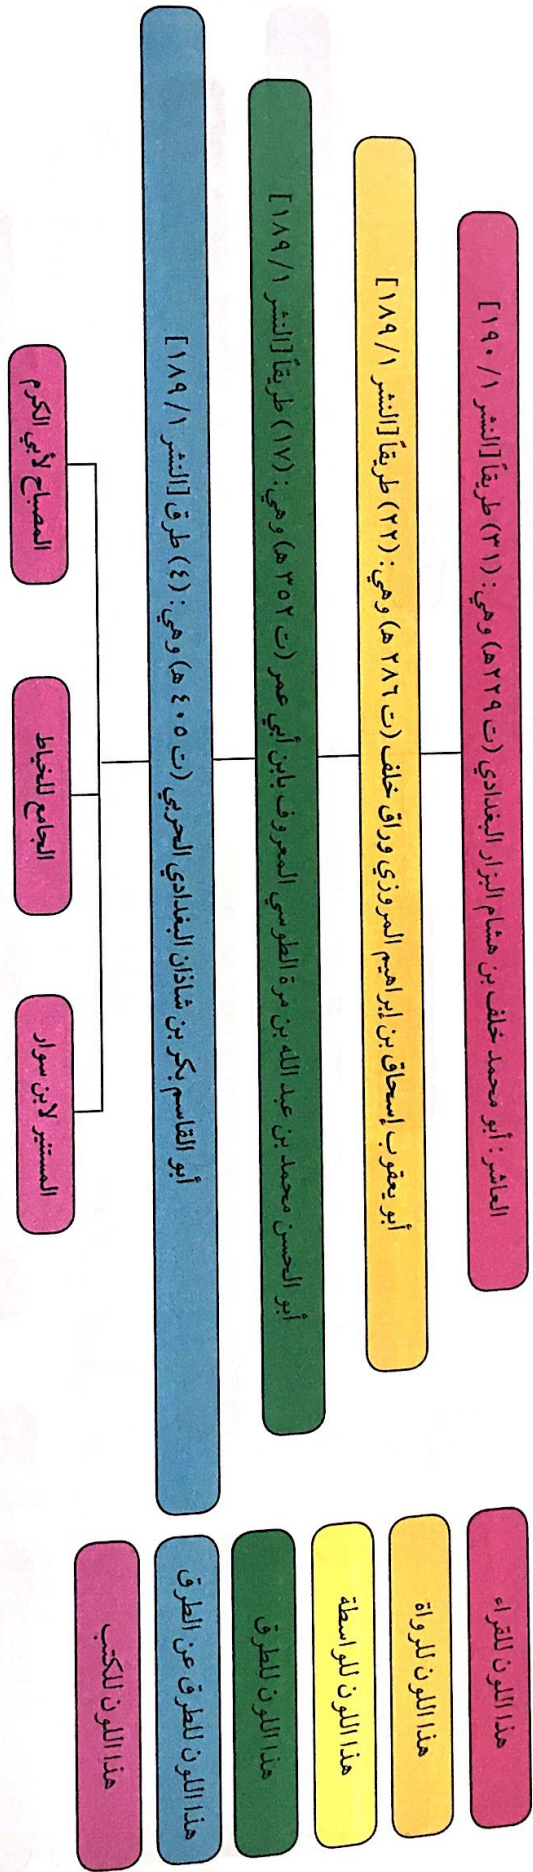 العاشر: أبو محمد خلف بن هشام البزار البغدادي (ت ٢٢٩ هـ) وهي: (٣١) طريقاً [النشر ١/ ١٩٠]
أبو يعقوب إسحاق بن إبراهيم المروزي وراق خلف (ت ٢٨٦ هـ) وهي: (٢٢) طريقاً [النشر ١/ ١٨٩]
أبو الحسن محمد بن عبد الله بن مرة الطوسي المعروف بابن أبي عمر (ت ٣٥٢ هـ) وهي: (١٧) طريقاً [النشر ١/ ١٨٩]
أبو القاسم بكر بن شاذان البغدادي الحربي (ت ٤٠٥ هـ) وهي: (٤) طرق [النشر ١/ ١٨٩]
المستنير لابن سوار
الجامع للخياط
المصباح لأبي الكرم
هذا اللون للقراء
هذا اللون للرواة
هذا اللون للواسطة
هذا اللون للطرق
هذا اللون للطرق عن الطرق
هذا اللون للكتب